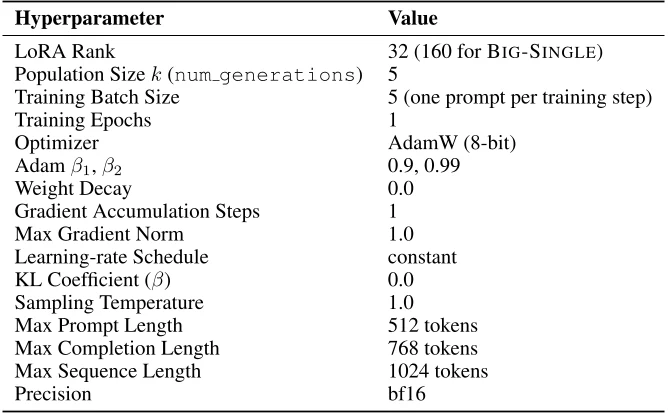 Hyperparameter Value
LoRA Rank 32 (160 for BIG-SINGLE)
Population Size k (num_generations) 5
Training Batch Size 5 (one prompt per training step)
Training Epochs 1
Optimizer AdamW (8-bit)
Adam β₁, β₂ 0.9, 0.99
Weight Decay 0.0
Gradient Accumulation Steps 1
Max Gradient Norm 1.0
Learning-rate Schedule constant
KL Coefficient (β) 0.0
Sampling Temperature 1.0
Max Prompt Length 512 tokens
Max Completion Length 768 tokens
Max Sequence Length 1024 tokens
Precision bf16